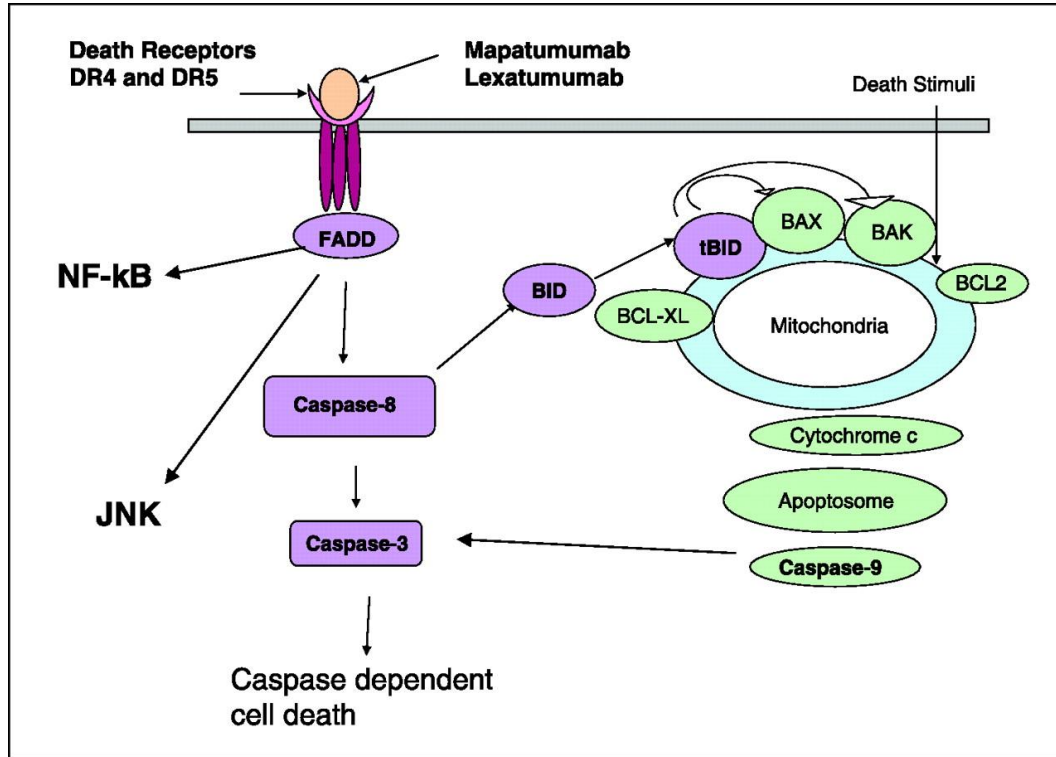 Death Receptors
DR4 and DR5
Mapatumumab
Lexatumumab
Death Stimuli
FADD
NF-kB
BID
tBID
BAX
BAK
BCL2
BCL-XL
Mitochondria
Caspase-8
Cytochrome c
JNK
Apoptosome
Caspase-3
Caspase-9
Caspase dependent
cell death